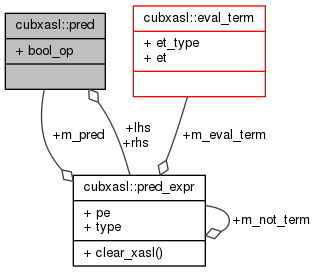 cubxasl::pred
+ bool_op
cubxasl::eval_term
+ et_type
+ et
+m_pred
+lhs
+rhs
+m_eval_term
cubxasl::pred_expr
+ pe
+ type
+ clear_xasl()
+m_not_term